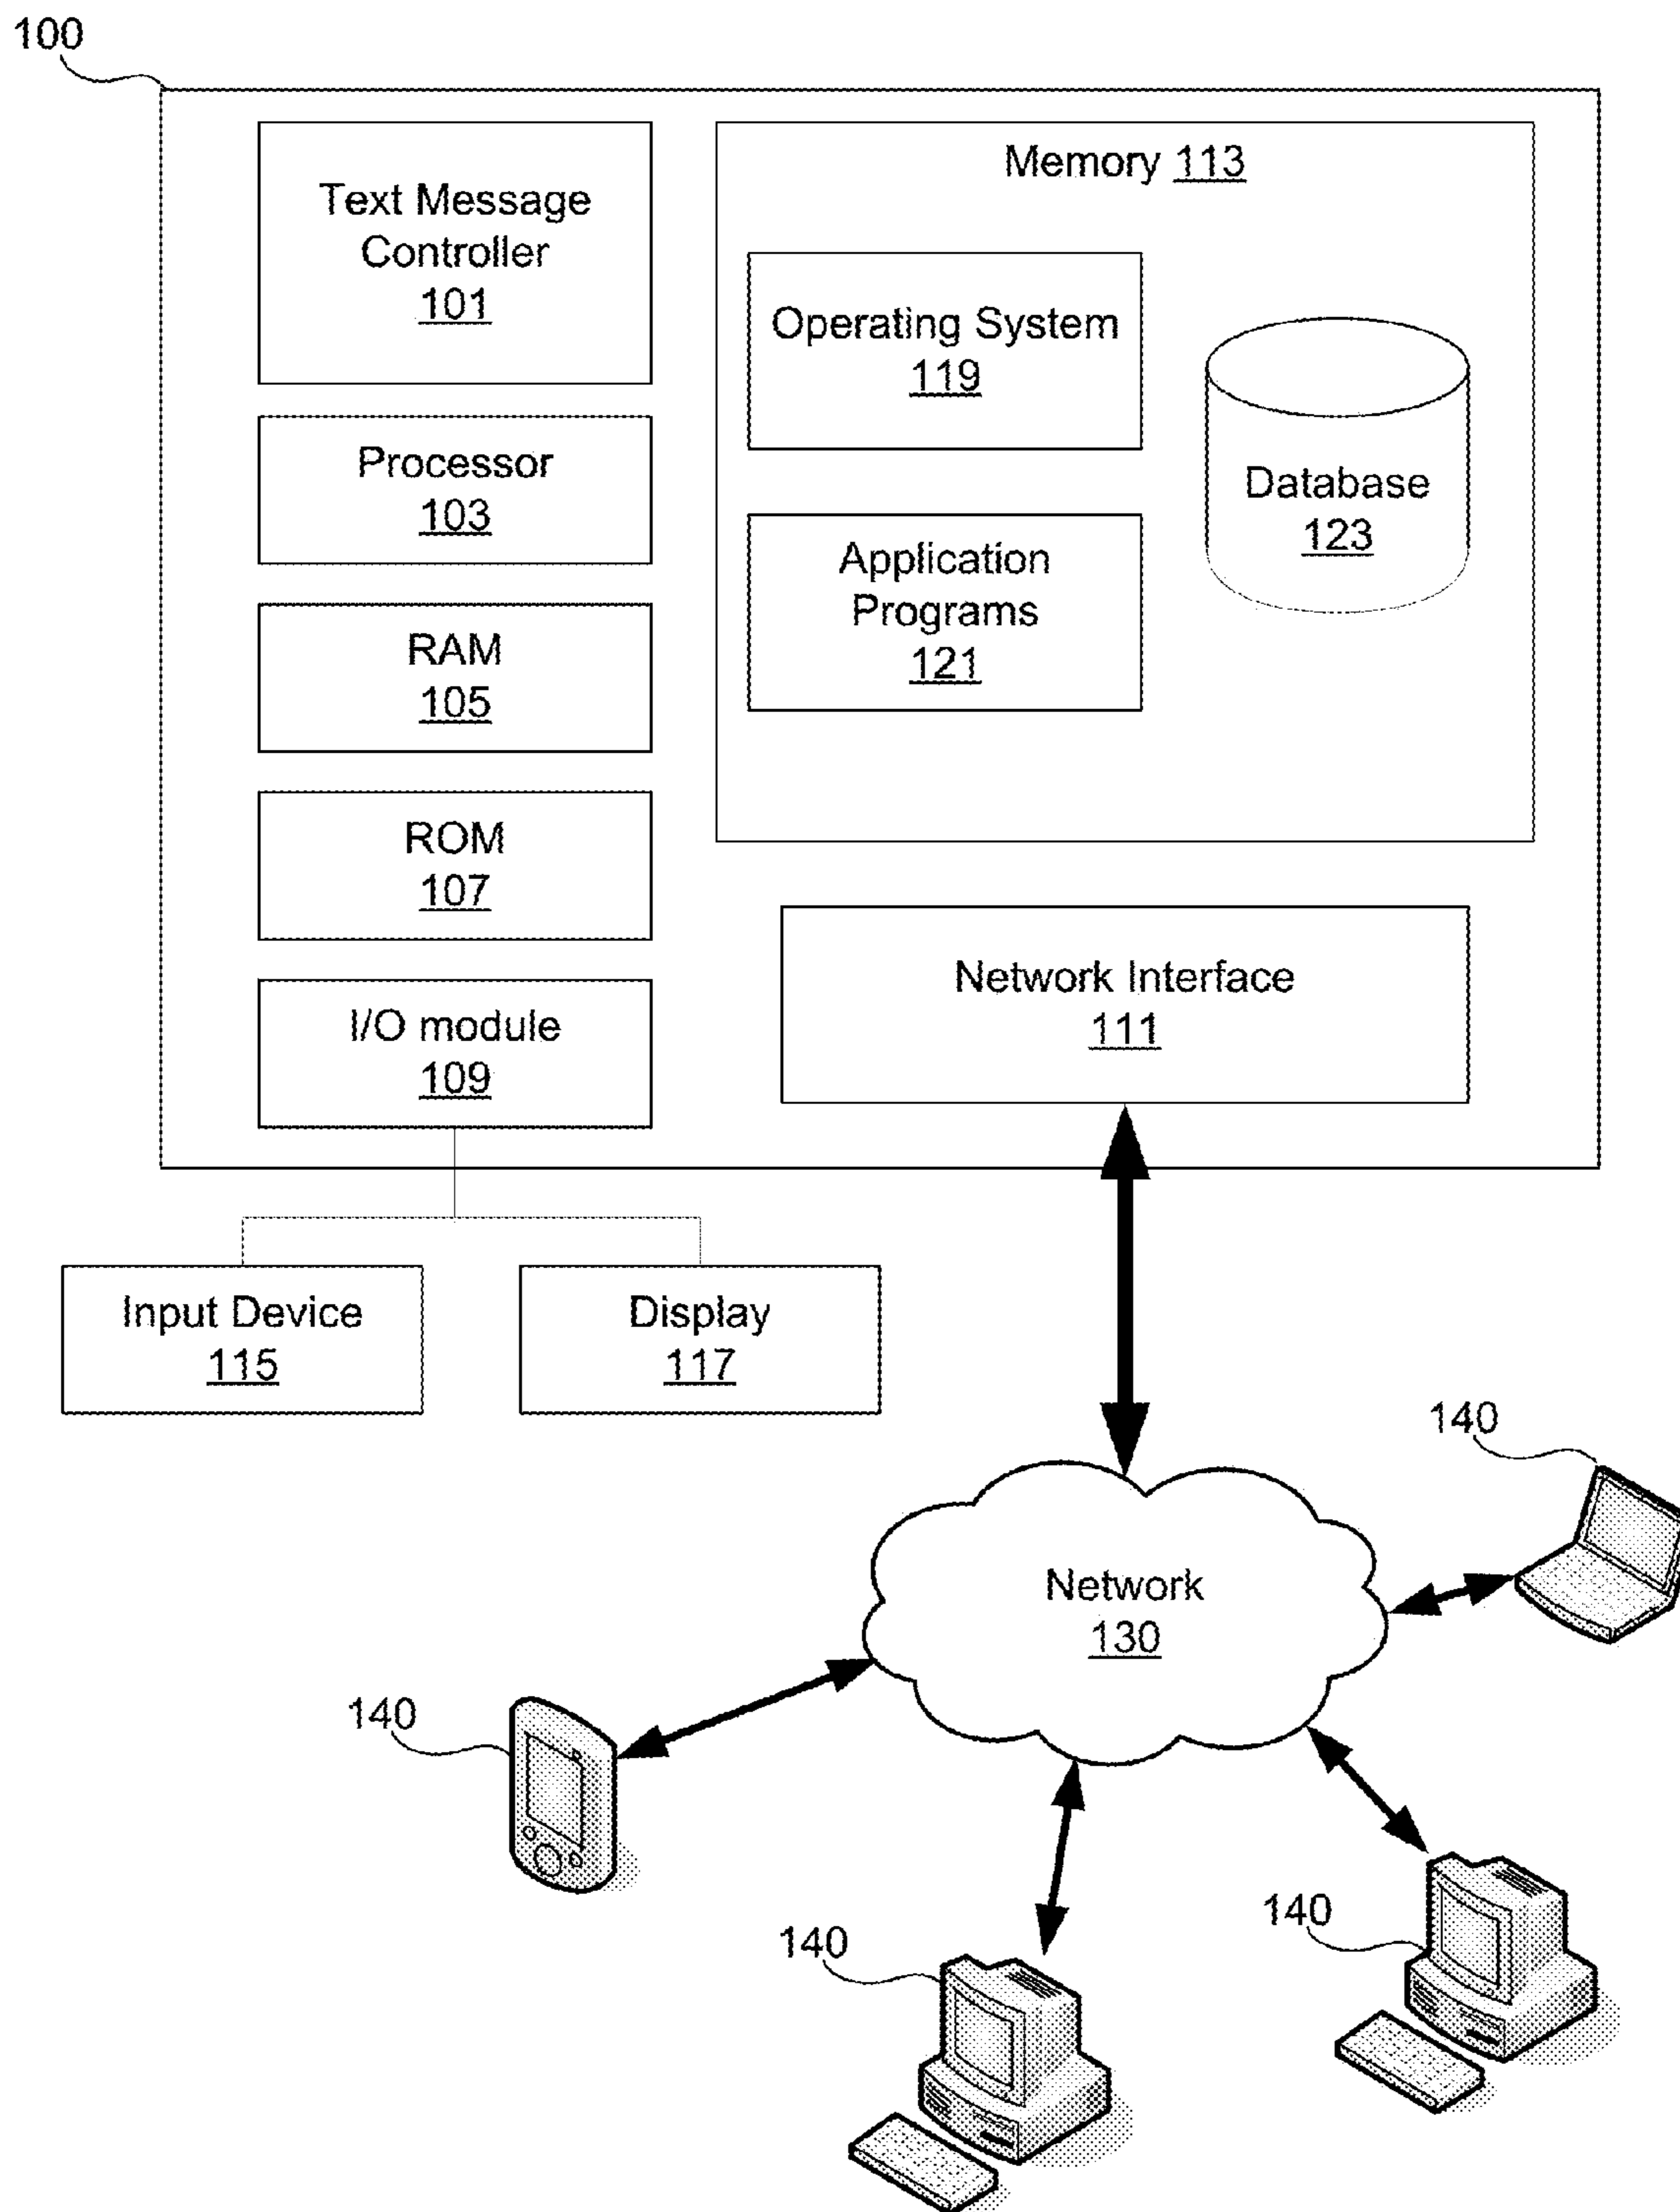 100
Text Message
Controller
101
Processor
103
RAM
105
ROM
107
I/O module
109
Memory 113
Operating System
119
Application
Programs
121
Database
123
Network Interface
111
Input Device
115
Display
117
Network
130
140
140
140
140